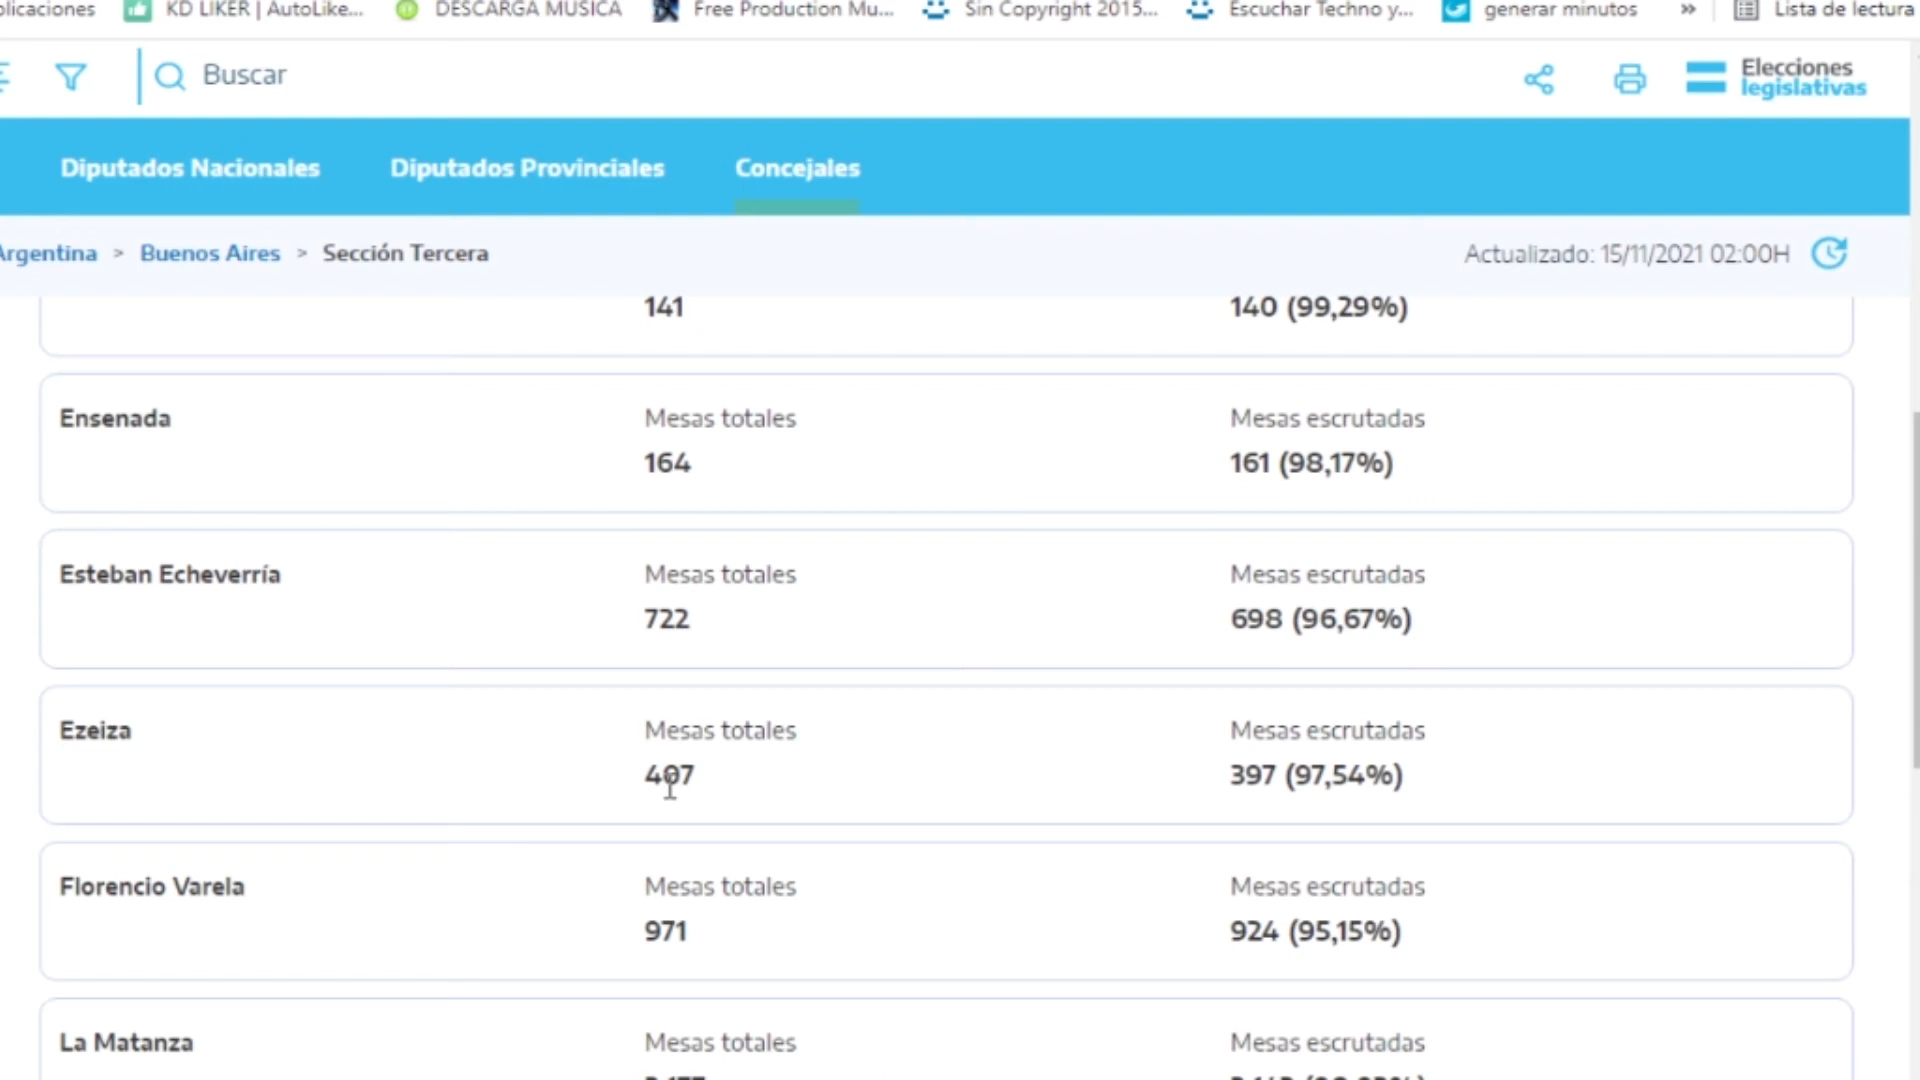 KD LIKER | AutoLike... DESCARGA MUSICA Free Production Mu... Sin Copyright 2015... Escuchar Techno y... generar minutos » Lista de lectura
Buscar
Elecciones
legislativas
Diputados Nacionales Diputados Provinciales Concejales
Argentina > Buenos Aires > Sección Tercera Actualizado: 15/11/2021 02:00H
141 140 (99,29%)
Ensenada Mesas totales Mesas escrutadas
164 161 (98,17%)
Esteban Echeverría Mesas totales Mesas escrutadas
722 698 (96,67%)
Ezeiza Mesas totales Mesas escrutadas
407 397 (97,54%)
Florencio Varela Mesas totales Mesas escrutadas
971 924 (95,15%)
La Matanza Mesas totales Mesas escrutadas